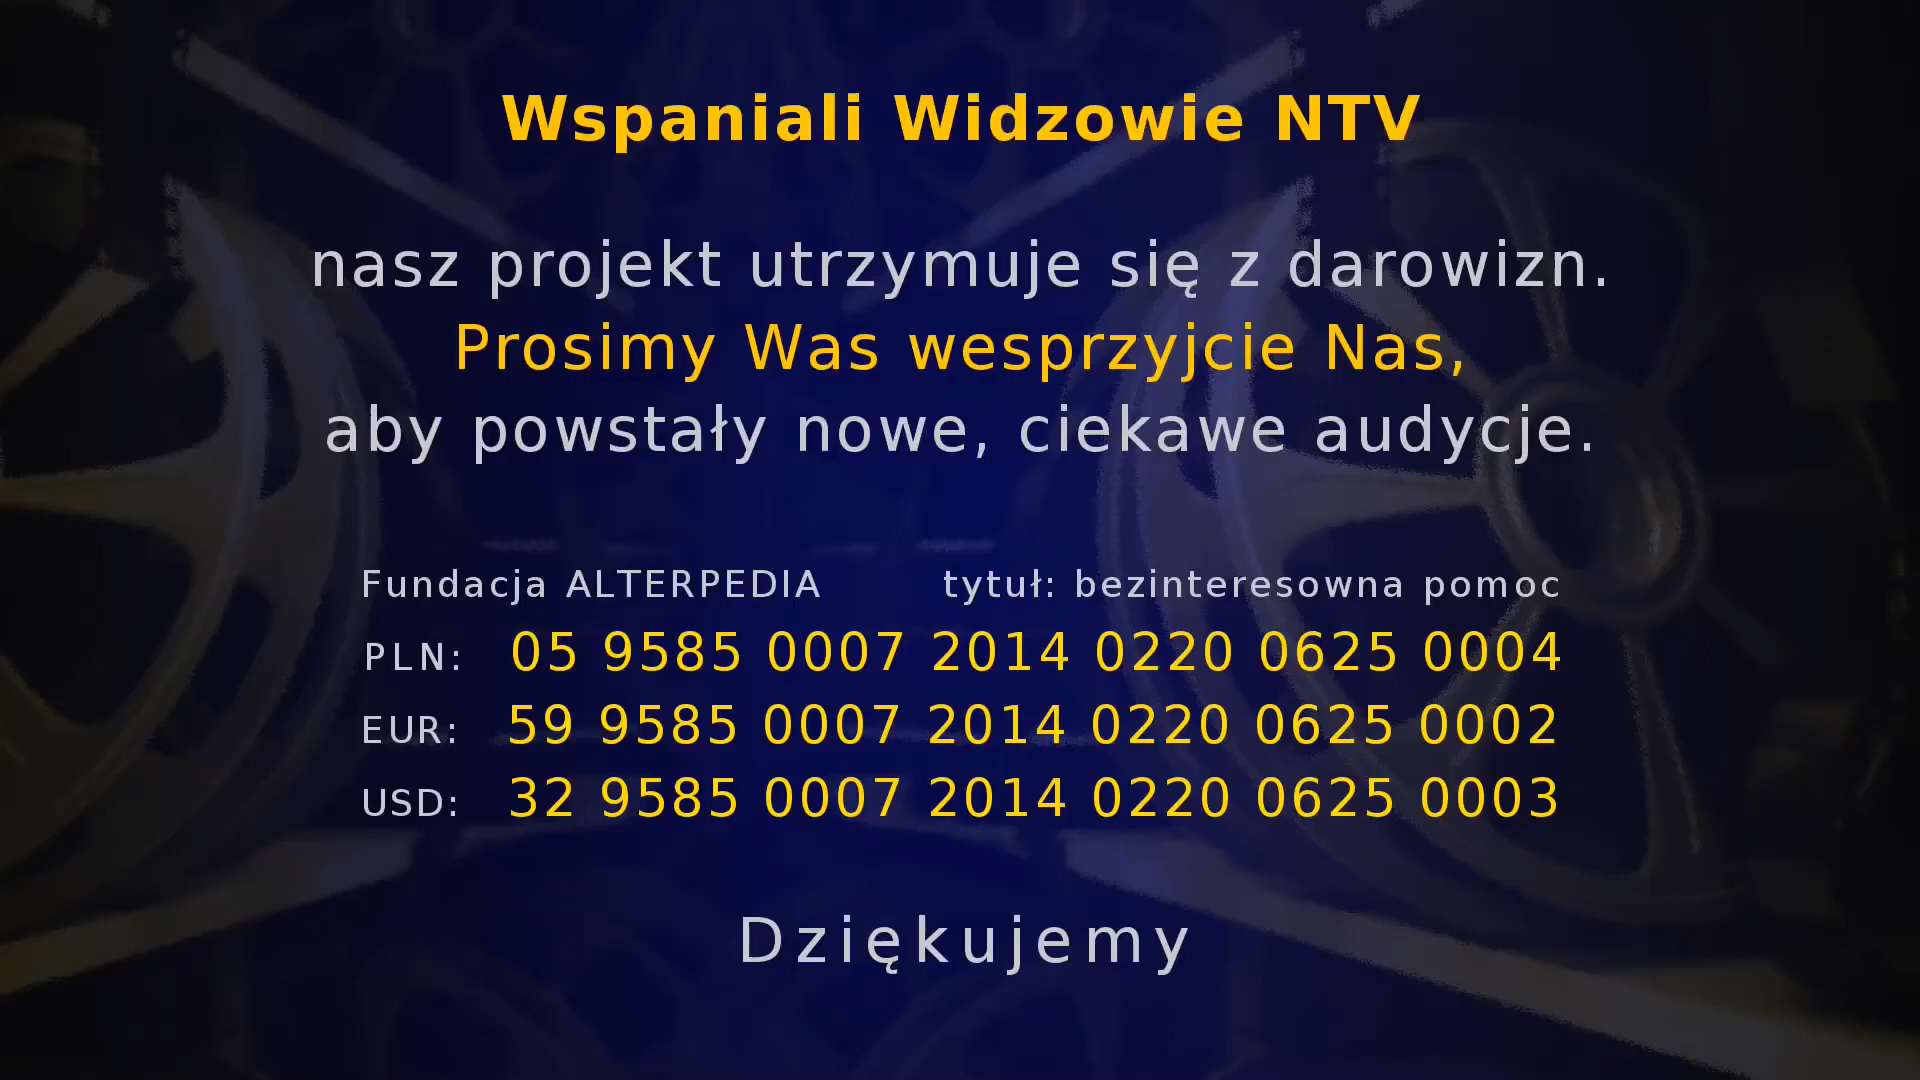 Wspaniali Widzowie NTV
nasz projekt utrzymuje się z darowizn.
Prosimy Was wesprzyjcie Nas,
aby powstały nowe, ciekawe audycje.
Fundacja ALTERPEDIA tytuł: bezinteresowna pomoc
PLN: 05 9585 0007 2014 0220 0625 0004
EUR: 59 9585 0007 2014 0220 0625 0002
USD: 32 9585 0007 2014 0220 0625 0003
Dziękujemy